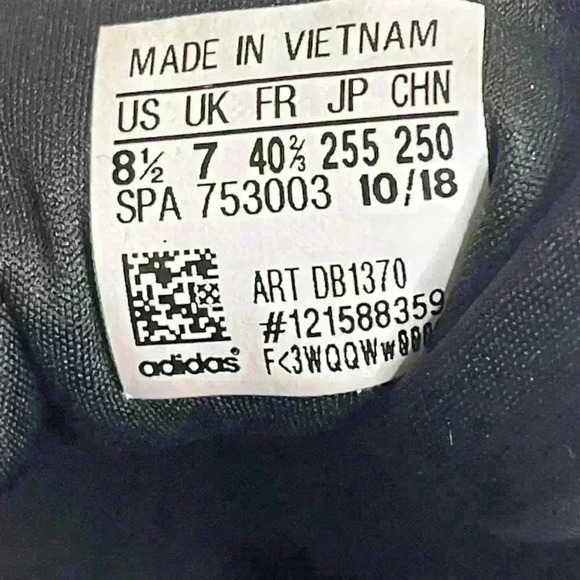 MADE IN VIETNAM
US UK FR JP CHN
8½ 7 40⅔ 255 250
SPA 753003 10/18
ART DB1370
#121588359
adidas® F<3WQQWw